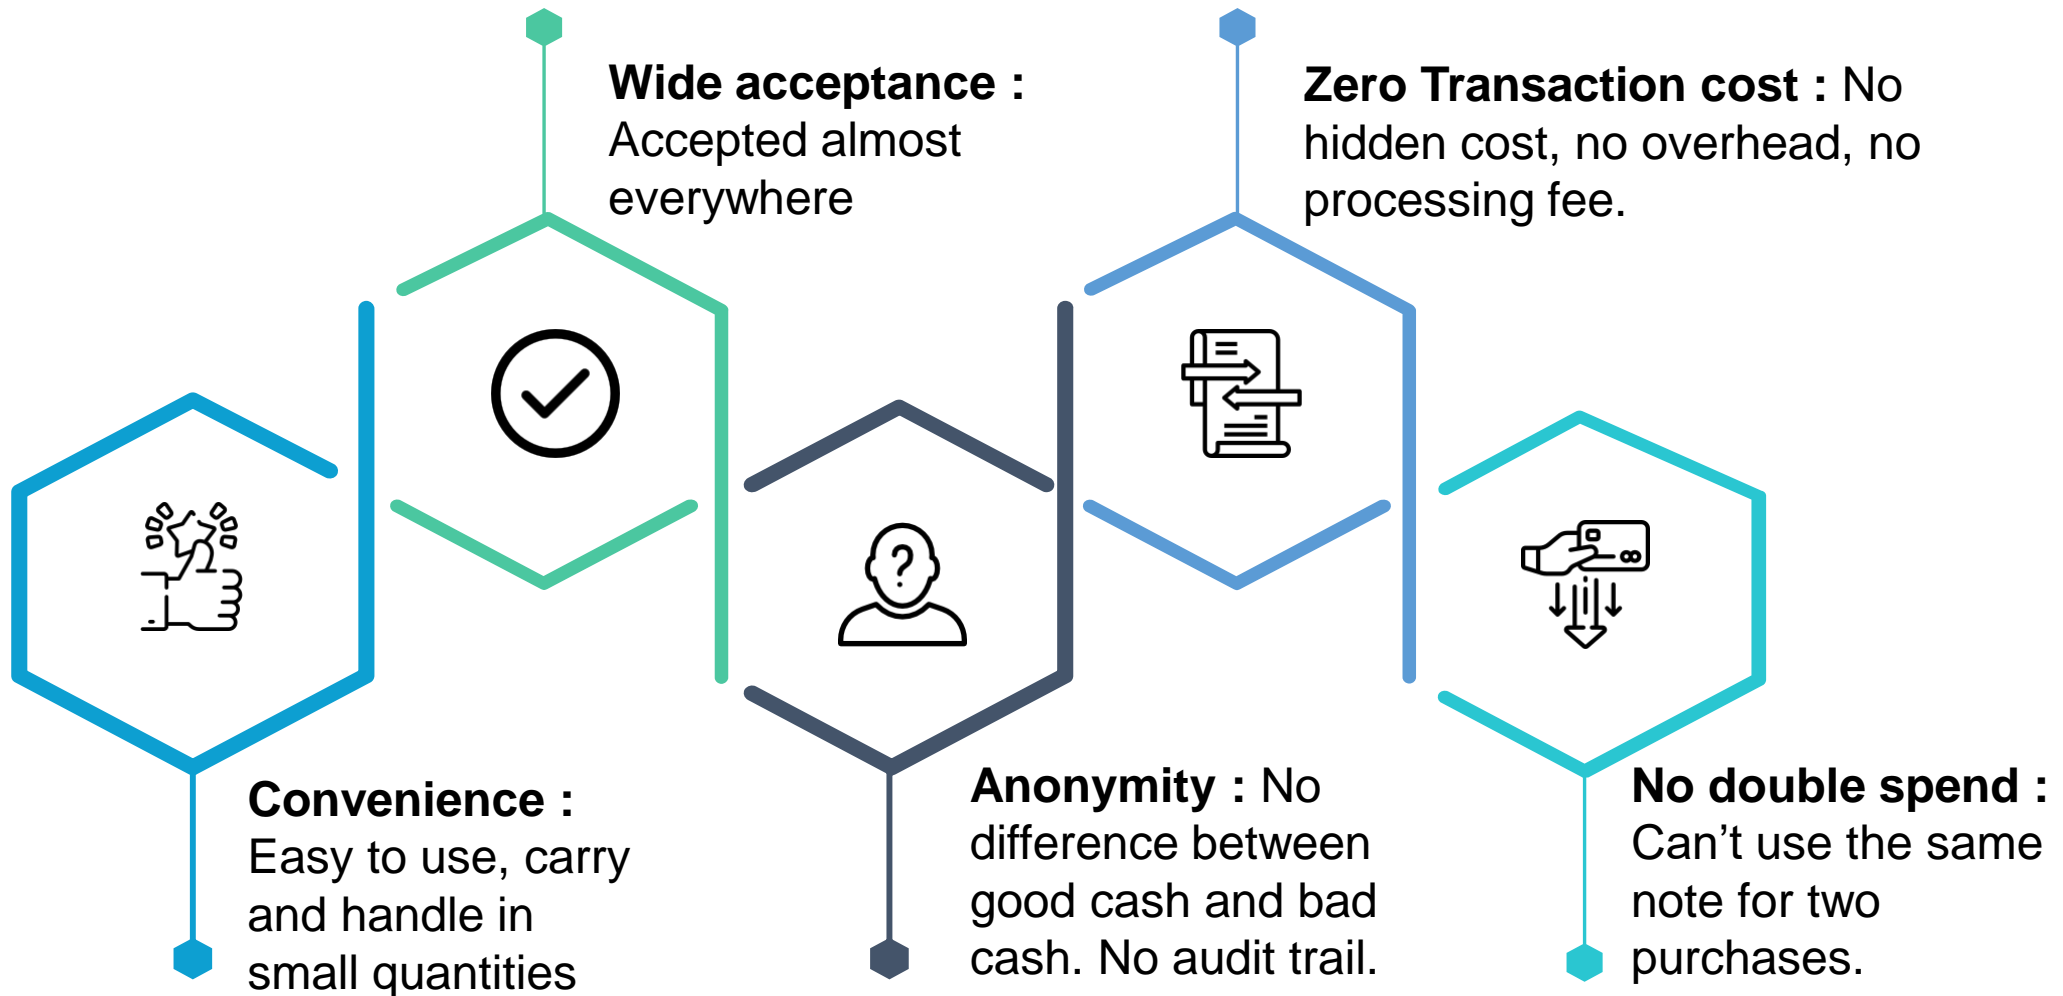 Wide acceptance :
Accepted almost
everywhere
Zero Transaction cost : No
hidden cost, no overhead, no
processing fee.
?
Convenience :
Easy to use, carry
and handle in
small quantities
Anonymity : No
difference between
good cash and bad
cash. No audit trail.
No double spend :
Can’t use the same
note for two
purchases.